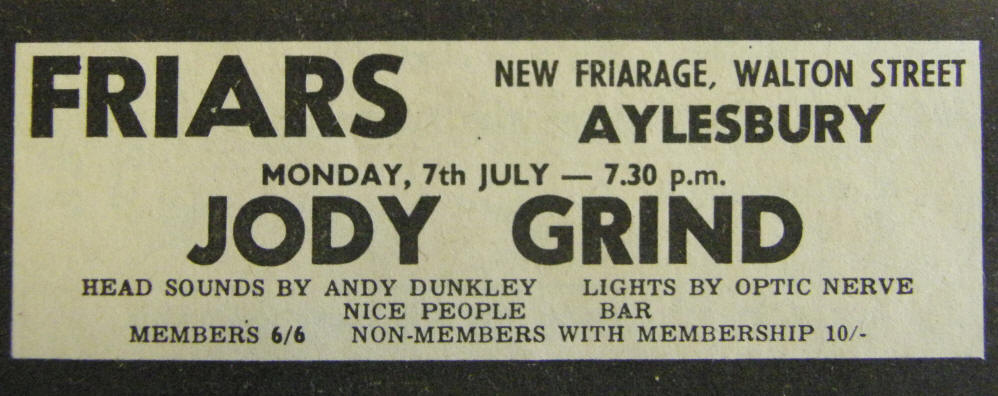 FRIARS
NEW FRIARAGE, WALTON STREET
AYLESBURY
MONDAY, 7th JULY — 7.30 p.m.
JODY GRIND
HEAD SOUNDS BY ANDY DUNKLEY LIGHTS BY OPTIC NERVE
NICE PEOPLE BAR
MEMBERS 6/6 NON-MEMBERS WITH MEMBERSHIP 10/-